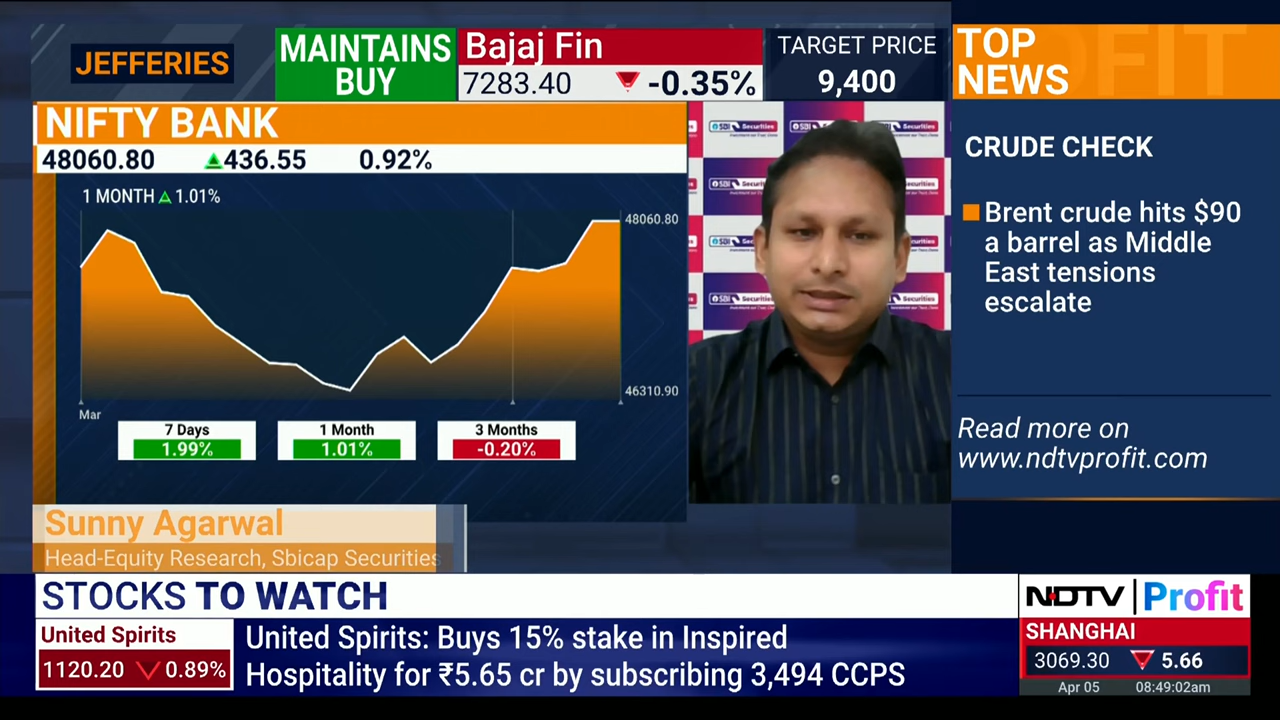 JEFFERIES
MAINTAINS
BUY
Bajaj Fin
7283.40 ▼ -0.35%
TARGET PRICE
9,400
TOP
NEWS
NIFTY BANK
48060.80 ▲436.55 0.92%
1 MONTH ▲ 1.01%
48060.80
46310.90
Mar
7 Days
1.99%
1 Month
1.01%
3 Months
-0.20%
SBI Securities
CRUDE CHECK
Brent crude hits $90
a barrel as Middle
East tensions
escalate
Read more on
www.ndtvprofit.com
Sunny Agarwal
Head-Equity Research, Sbicap Securities
STOCKS TO WATCH
United Spirits
1120.20 0.89%
United Spirits: Buys 15% stake in Inspired
Hospitality for ₹5.65 cr by subscribing 3,494 CCPS
NDTV Profit
SHANGHAI
3069.30 ▼ 5.66
Apr 05 08:49:02am